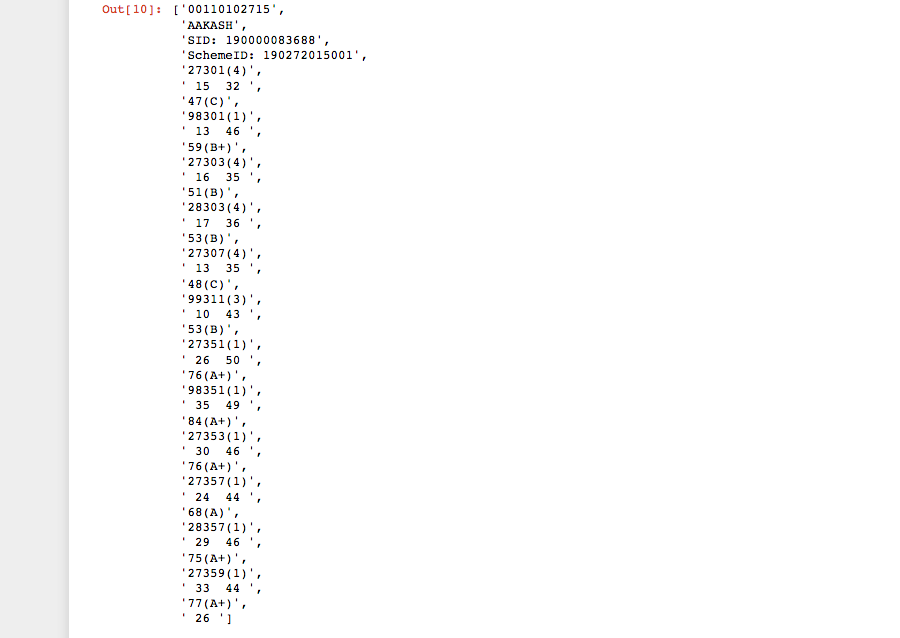 Out[10]: ['00110102715',
'AAKASH',
'SID: 190000083688',
'SchemeID: 190272015001',
'27301(4)',
' 15  32 ',
'47(C)',
'98301(1)',
' 13  46 ',
'59(B+)',
'27303(4)',
' 16  35 ',
'51(B)',
'28303(4)',
' 17  36 ',
'53(B)',
'27307(4)',
' 13  35 ',
'48(C)',
'99311(3)',
' 10  43 ',
'53(B)',
'27351(1)',
' 26  50 ',
'76(A+)',
'98351(1)',
' 35  49 ',
'84(A+)',
'27353(1)',
' 30  46 ',
'76(A+)',
'27357(1)',
' 24  44 ',
'68(A)',
'28357(1)',
' 29  46 ',
'75(A+)',
'27359(1)',
' 33  44 ',
'77(A+)',
' 26 ']